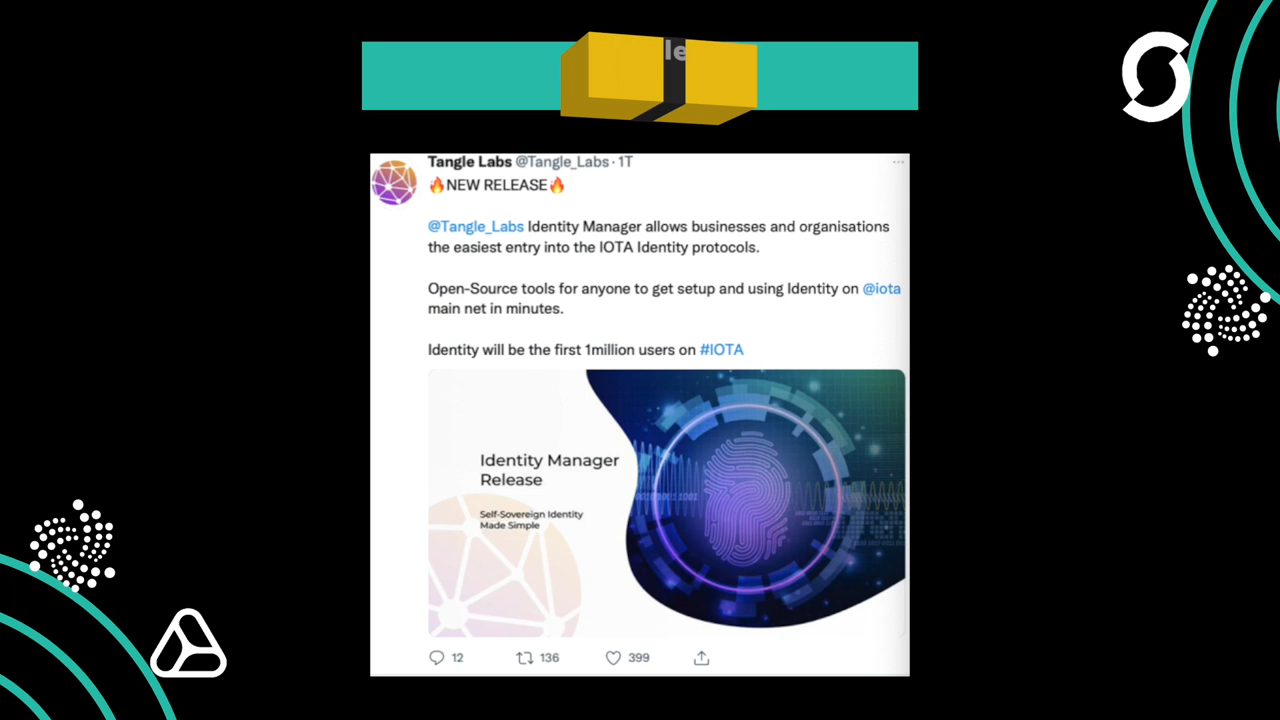 le
Tangle Labs @Tangle_Labs · 1T
🔥NEW RELEASE🔥
@Tangle_Labs Identity Manager allows businesses and organisations
the easiest entry into the IOTA Identity protocols.
Open-Source tools for anyone to get setup and using Identity on @iota
main net in minutes.
Identity will be the first 1million users on #IOTA
Identity Manager
Release
Self-Sovereign Identity
Made Simple
12 136 399